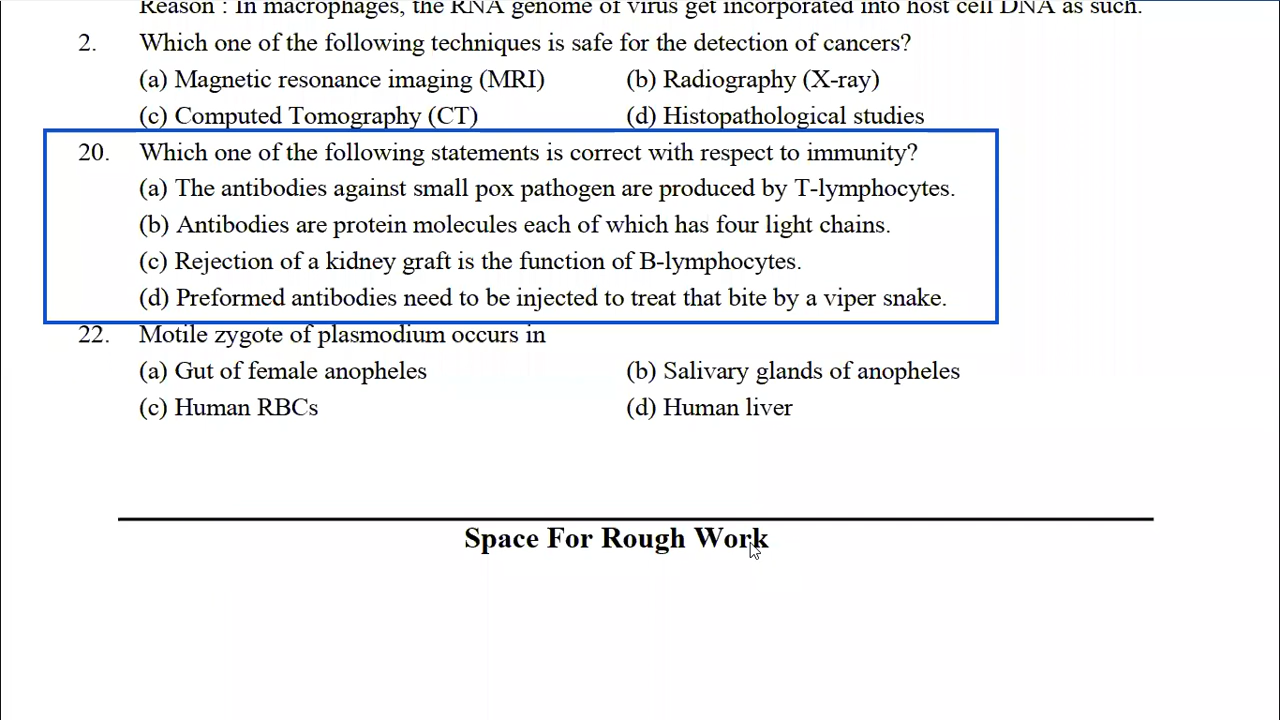 Reason : In macrophages, the RNA genome of virus get incorporated into host cell DNA as such.
2. Which one of the following techniques is safe for the detection of cancers?
(a) Magnetic resonance imaging (MRI) (b) Radiography (X-ray)
(c) Computed Tomography (CT) (d) Histopathological studies
20. Which one of the following statements is correct with respect to immunity?
(a) The antibodies against small pox pathogen are produced by T-lymphocytes.
(b) Antibodies are protein molecules each of which has four light chains.
(c) Rejection of a kidney graft is the function of B-lymphocytes.
(d) Preformed antibodies need to be injected to treat that bite by a viper snake.
22. Motile zygote of plasmodium occurs in
(a) Gut of female anopheles (b) Salivary glands of anopheles
(c) Human RBCs (d) Human liver
Space For Rough Work